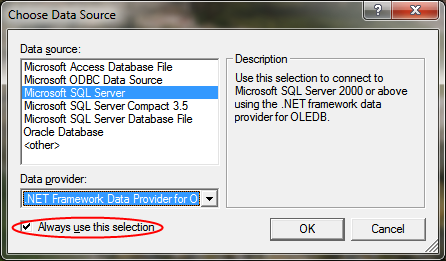 Choose Data Source
Data source:
Microsoft Access Database File
Microsoft ODBC Data Source
Microsoft SQL Server
Microsoft SQL Server Compact 3.5
Microsoft SQL Server Database File
Oracle Database
<other>
Description
Use this selection to connect to
Microsoft SQL Server 2000 or above
using the .NET framework data
provider for OLEDB.
Data provider:
.NET Framework Data Provider for O
Always use this selection
OK
Cancel